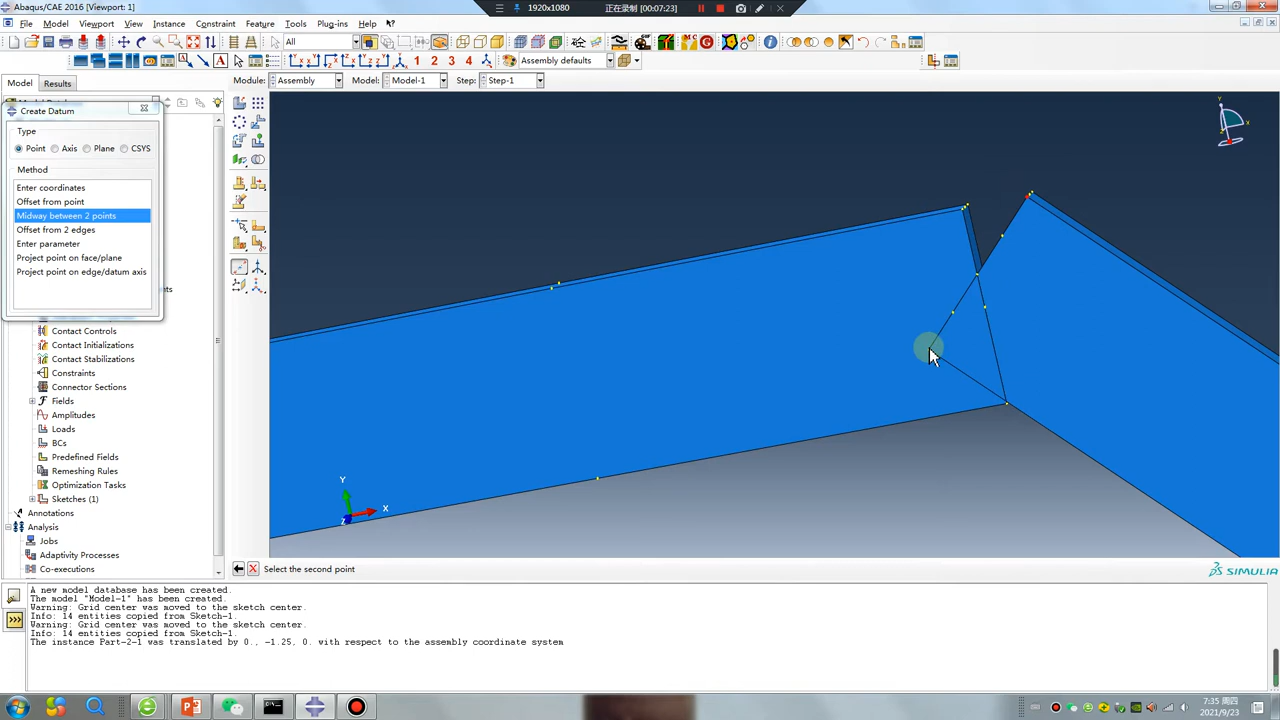 Abaqus/CAE 2016 [Viewport: 1]
1920x1080
正在录制 00:07:23
File Model Viewport View Instance Constraint Feature Tools Plug-ins Help
All
1 2 3 4
Assembly defaults
Model Results
Module: Assembly Model: Model-1 Step: Step-1
Create Datum
Type
Point Axis Plane CSYS
Method
Enter coordinates
Offset from point
Midway between 2 points
Offset from 2 edges
Enter parameter
Project point on face/plane
Project point on edge/datum axis
Contact Controls
Contact Initializations
Contact Stabilizations
Constraints
Connector Sections
Fields
Amplitudes
Loads
BCs
Predefined Fields
Remeshing Rules
Optimization Tasks
Sketches (1)
Annotations
Analysis
Jobs
Adaptivity Processes
Co-executions
Y
X
Z
Select the second point
SIMULIA
A new model database has been created.
The model "Model-1" has been created.
Warning: Grid center was moved to the sketch center.
Info: 14 entities copied from Sketch-1.
Warning: Grid center was moved to the sketch center.
Info: 14 entities copied from Sketch-1.
The instance Part-2-1 was translated by 0., -1.25, 0. with respect to the assembly coordinate system
7:35 周四
2021/9/23